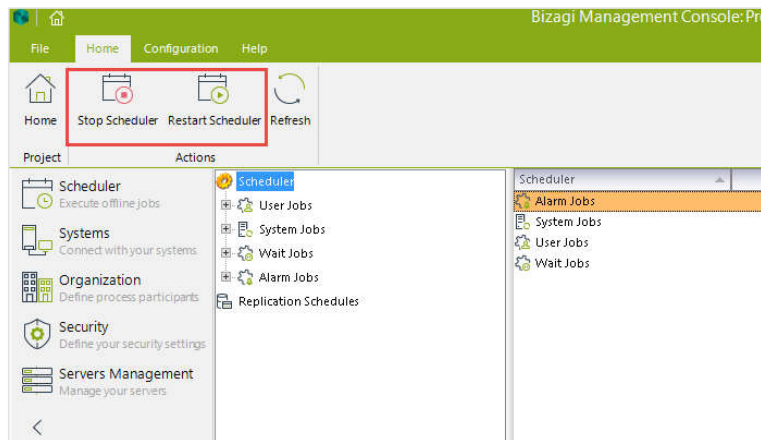 Bizagi Management Console: Pr
File Home Configuration Help
Home Stop Scheduler Restart Scheduler Refresh
Project Actions
Scheduler
Execute offline jobs
Systems
Connect with your systems
Organization
Define process participants
Security
Define your security settings
Servers Management
Manage your servers
Scheduler
User Jobs
System Jobs
Wait Jobs
Alarm Jobs
Replication Schedules
Scheduler
Alarm Jobs
System Jobs
User Jobs
Wait Jobs